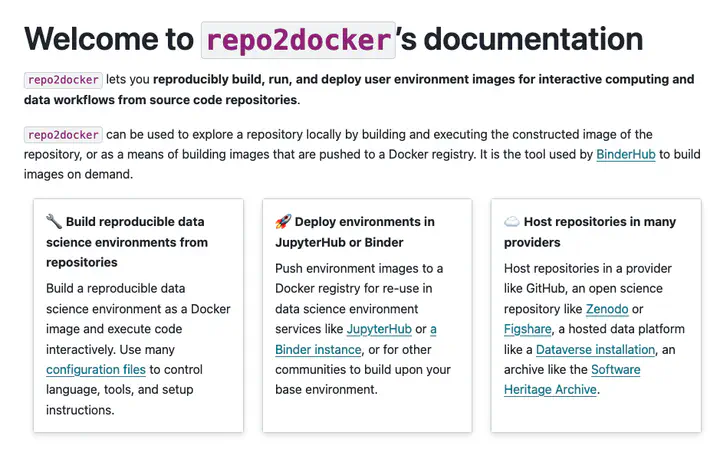 Welcome to repo2docker's documentation
repo2docker lets you reproducibly build, run, and deploy user environment images for interactive computing and
data workflows from source code repositories.
repo2docker can be used to explore a repository locally by building and executing the constructed image of the
repository, or as a means of building images that are pushed to a Docker registry. It is the tool used by BinderHub to build
images on demand.
🔧 Build reproducible data
science environments from
repositories
Build a reproducible data
science environment as a Docker
image and execute code
interactively. Use many
configuration files to control
language, tools, and setup
instructions.
🚀 Deploy environments in
JupyterHub or Binder
Push environment images to a
Docker registry for re-use in
data science environment
services like JupyterHub or a
Binder instance, or for other
communities to build upon your
base environment.
☁️ Host repositories in many
providers
Host repositories in a provider
like GitHub, an open science
repository like Zenodo or
Figshare, a hosted data platform
like a Dataverse installation, an
archive like the Software
Heritage Archive.